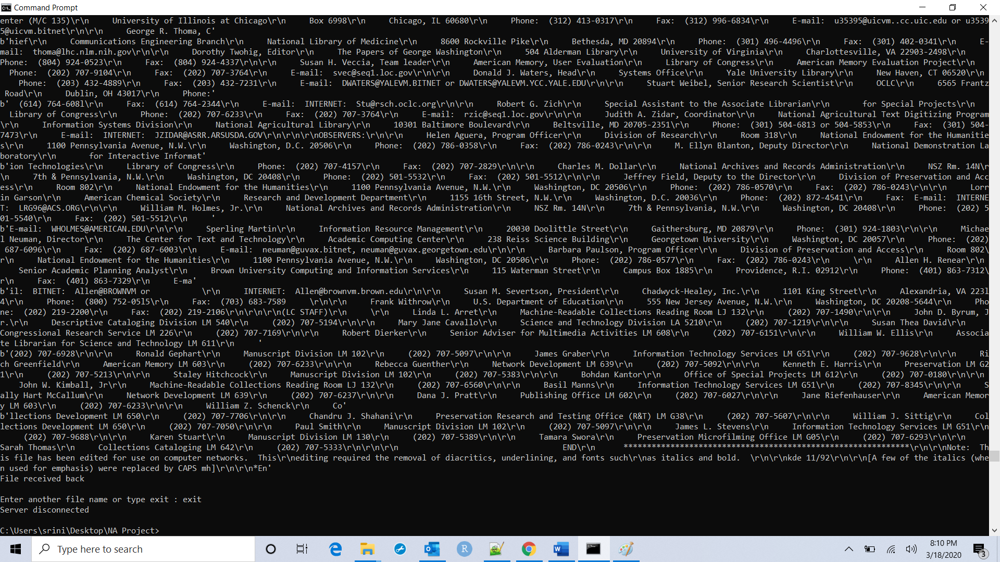 Command Prompt
enter (M/C 135)\r\n     University of Illinois at Chicago\r\n     Box 6998\r\n     Chicago, IL 60680\r\n     Phone:  (312) 413-0317\r\n     Fax:  (312) 996-6834\r\n     E-mail:  u35395@uicvm..cc.uic.edu or u3539
5@uicvm.bitnet\r\n\r\n     George R. Thoma, C'
b'hief\r\n     Communications Engineering Branch\r\n     National Library of Medicine\r\n     8600 Rockville Pike\r\n     Bethesda, MD 20894\r\n     Phone:  (301) 496-4496\r\n     Fax:  (301) 402-0341\r\n     E-
mail:  thoma@lhc.nlm.nih.gov\r\n\r\n     Dorothy Twohig, Editor\r\n     The Papers of George Washington\r\n     504 Alderman Library\r\n     University of Virginia\r\n     Charlottesville, VA 22903-2498\r\n
Phone:  (804) 924-0523\r\n     Fax:  (804) 924-4337\r\n\r\n     Susan H. Veccia, Team leader\r\n     American Memory, User Evaluation\r\n     Library of Congress\r\n     American Memory Evaluation Project\r\n
  Phone:  (202) 707-9104\r\n     Fax:  (202) 707-3764\r\n     E-mail:  svec@seq1.loc.gov\r\n\r\n     Donald J. Waters, Head\r\n     Systems Office\r\n     Yale University Library\r\n     New Haven, CT 06520\r\n
    Phone:  (203) 432-4889\r\n     Fax:  (203) 432-7231\r\n     E-mail:  DWATERS@YALEVM.BITNET or DWATERS@YALEVM.YCC.YALE.EDU\r\n\r\n     Stuart Weibel, Senior Research Scientist\r\n     OCLC\r\n     6565 Frantz
 Road\r\n     Dublin, OH 43017\r\n     Phone:'
b'  (614) 764-608l\r\n     Fax:  (614) 764-2344\r\n     E-mail:  INTERNET:  Stu@rsch.oclc.org\r\n\r\n     Robert G. Zich\r\n     Special Assistant to the Associate Librarian\r\n       for Special Projects\r\n
  Library of Congress\r\n     Phone:  (202) 707-6233\r\n     Fax:  (202) 707-3764\r\n     E-mail:  rzic@seq1.loc.gov\r\n\r\n     Judith A. Zidar, Coordinator\r\n     National Agricultural Text Digitizing Program
\r\n     Information Systems Division\r\n     National Agricultural Library\r\n     10301 Baltimore Boulevard\r\n     Beltsville, MD 20705-2351\r\n     Phone:  (301) 504-6813 or 504-5853\r\n     Fax:  (301) 504-
7473\r\n     E-mail:  INTERNET:  JZIDAR@ASRR.ARSUSDA.GOV\r\n\r\n\r\nOBSERVERS:\r\n\r\n     Helen Aguera, Program Officer\r\n     Division of Research\r\n     Room 318\r\n     National Endowment for the Humanitie
s\r\n     1100 Pennsylvania Avenue, N.W.\r\n     Washington, D.C. 20506\r\n     Phone:  (202) 786-0358\r\n     Fax:  (202) 786-0243\r\n\r\n     M. Ellyn Blanton, Deputy Director\r\n     National Demonstration La
boratory\r\n       for Interactive Informat'
b'ion Technologies\r\n     Library of Congress\r\n     Phone:  (202) 707-4157\r\n     Fax:  (202) 707-2829\r\n\r\n     Charles M. Dollar\r\n     National Archives and Records Administration\r\n     NSZ Rm. 14N\r
\n     7th & Pennsylvania, N.W.\r\n     Washington, DC 20408\r\n     Phone:  (202) 501-5532\r\n     Fax:  (202) 501-5512\r\n\r\n     Jeffrey Field, Deputy to the Director\r\n     Division of Preservation and Acc
ess\r\n     Room 802\r\n     National Endowment for the Humanities\r\n     1100 Pennsylvania Avenue, N.W.\r\n     Washington, DC 20506\r\n     Phone:  (202) 786-0570\r\n     Fax:  (202) 786-0243\r\n\r\n     Lorr
in Garson\r\n     American Chemical Society\r\n     Research and Development Department\r\n     1155 16th Street, N.W.\r\n     Washington, D.C. 20036\r\n     Phone:  (202) 872-4541\r\n     Fax:  E-mail:  INTERNE
T:  LRG96@ACS.ORG\r\n\r\n     William M. Holmes, Jr.\r\n     National Archives and Records Administration\r\n     NSZ Rm. 14N\r\n     7th & Pennsylvania, N.W.\r\n     Washington, DC 20408\r\n     Phone:  (202) 5
01-5540\r\n     Fax:  (202) 501-5512\r\n     '
b'E-mail:  WHOLMES@AMERICAN.EDU\r\n\r\n     Sperling Martin\r\n     Information Resource Management\r\n     20030 Doolittle Street\r\n     Gaithersburg, MD 20879\r\n     Phone:  (301) 924-1803\r\n\r\n     Michae
l Neuman, Director\r\n     The Center for Text and Technology\r\n     Academic Computing Center\r\n     238 Reiss Science Building\r\n     Georgetown University\r\n     Washington, DC 20057\r\n     Phone:  (202)
 687-6096\r\n     Fax:  (202) 687-6003\r\n     E-mail:  neuman@guvax.bitnet, neuman@guvax.georgetown.edu\r\n\r\n     Barbara Paulson, Program Officer\r\n     Division of Preservation and Access\r\n     Room 802\
r\n     National Endowment for the Humanities\r\n     1100 Pennsylvania Avenue, N.W.\r\n     Washington, DC 20506\r\n     Phone:  (202) 786-0577\r\n     Fax:  (202) 786-0243\r\n      \r\n     Allen H. Renear\r\n
    Senior Academic Planning Analyst\r\n     Brown University Computing and Information Services\r\n     115 Waterman Street\r\n     Campus Box 1885\r\n     Providence, R.I. 02912\r\n     Phone:  (401) 863-7312\
r\n     Fax:  (401) 863-7329\r\n     E-ma'
b'il:  BITNET:  Allen@BROWNVM or           \r\n     INTERNET:  Allen@brownvm.brown.edu\r\n\r\n     Susan M. Severtson, President\r\n     Chadwyck-Healey, Inc.\r\n     1101 King Street\r\n     Alexandria, VA 223l
4\r\n     Phone:  (800) 752-05l5\r\n     Fax:  (703) 683-7589     \r\n\r\n     Frank Withrow\r\n     U.S. Department of Education\r\n     555 New Jersey Avenue, N.W.\r\n     Washington, DC 20208-5644\r\n     Pho
ne:  (202) 219-2200\r\n     Fax:  (202) 219-2106\r\n\r\n\r\n(LC STAFF)\r\n     \r\n     Linda L. Arret\r\n     Machine-Readable Collections Reading Room LJ 132\r\n     (202) 707-1490\r\n\r\n     John D. Byrum, J
r.\r\n     Descriptive Cataloging Division LM 540\r\n     (202) 707-5194\r\n\r\n     Mary Jane Cavallo\r\n     Science and Technology Division LA 5210\r\n     (202) 707-1219\r\n\r\n     Susan Thea David\r\n
Congressional Research Service LM 226\r\n     (202) 707-7169\r\n\r\n     Robert Dierker\r\n     Senior Adviser for Multimedia Activities LM 608\r\n     (202) 707-6151\r\n\r\n     William W. Ellis\r\n     Associa
te Librarian for Science and Technology LM 611\r\n     '
b'(202) 707-6928\r\n\r\n     Ronald Gephart\r\n     Manuscript Division LM 102\r\n     (202) 707-5097\r\n\r\n     James Graber\r\n     Information Technology Services LM G51\r\n     (202) 707-9628\r\n\r\n     Ri
ch Greenfield\r\n     American Memory LM 603\r\n     (202) 707-6233\r\n\r\n     Rebecca Guenther\r\n     Network Development LM 639\r\n     (202) 707-5092\r\n\r\n     Kenneth E. Harris\r\n     Preservation LM G2
1\r\n     (202) 707-5213\r\n\r\n     Staley Hitchcock\r\n     Manuscript Division LM 102\r\n     (202) 707-5383\r\n\r\n     Bohdan Kantor\r\n     Office of Special Projects LM 612\r\n     (202) 707-0180\r\n\r\n
    John W. Kimball, Jr\r\n     Machine-Readable Collections Reading Room LJ 132\r\n     (202) 707-6560\r\n\r\n     Basil Manns\r\n     Information Technology Services LM G51\r\n     (202) 707-8345\r\n\r\n     S
ally Hart McCallum\r\n     Network Development LM 639\r\n     (202) 707-6237\r\n\r\n     Dana J. Pratt\r\n     Publishing Office LM 602\r\n     (202) 707-6027\r\n\r\n     Jane Riefenhauser\r\n     American Memor
y LM 603\r\n     (202) 707-6233\r\n\r\n     William Z. Schenck\r\n     Co'
b'llections Development LM 650\r\n     (202) 707-7706\r\n\r\n     Chandru J. Shahani\r\n     Preservation Research and Testing Office (R&T) LM G38\r\n     (202) 707-5607\r\n\r\n     William J. Sittig\r\n     Col
lections Development LM 650\r\n     (202) 707-7050\r\n\r\n     Paul Smith\r\n     Manuscript Division LM 102\r\n     (202) 707-5097\r\n\r\n     James L. Stevens\r\n     Information Technology Services LM G51\r\n
     (202) 707-9688\r\n\r\n     Karen Stuart\r\n     Manuscript Division LM 130\r\n     (202) 707-5389\r\n\r\n     Tamara Swora\r\n     Preservation Microfilming Office LM G05\r\n     (202) 707-6293\r\n\r\n
Sarah Thomas\r\n     Collections Cataloging LM 642\r\n     (202) 707-5333\r\n\r\n\r\n                                   END\r\n      *************************************************************\r\n\r\n\r\nNote:  Th
is file has been edited for use on computer networks.  This\r\nediting required the removal of diacritics, underlining, and fonts such\r\nas italics and bold.  \r\n\r\nkde 11/92\r\n\r\n[A few of the italics (whe
n used for emphasis) were replaced by CAPS mh]\r\n\r\n*En'
File received back
Enter another file name or type exit : exit
Server disconnected
C:\Users\srini\Desktop\NA Project>
Type here to search
8:10 PM
3/18/2020
3